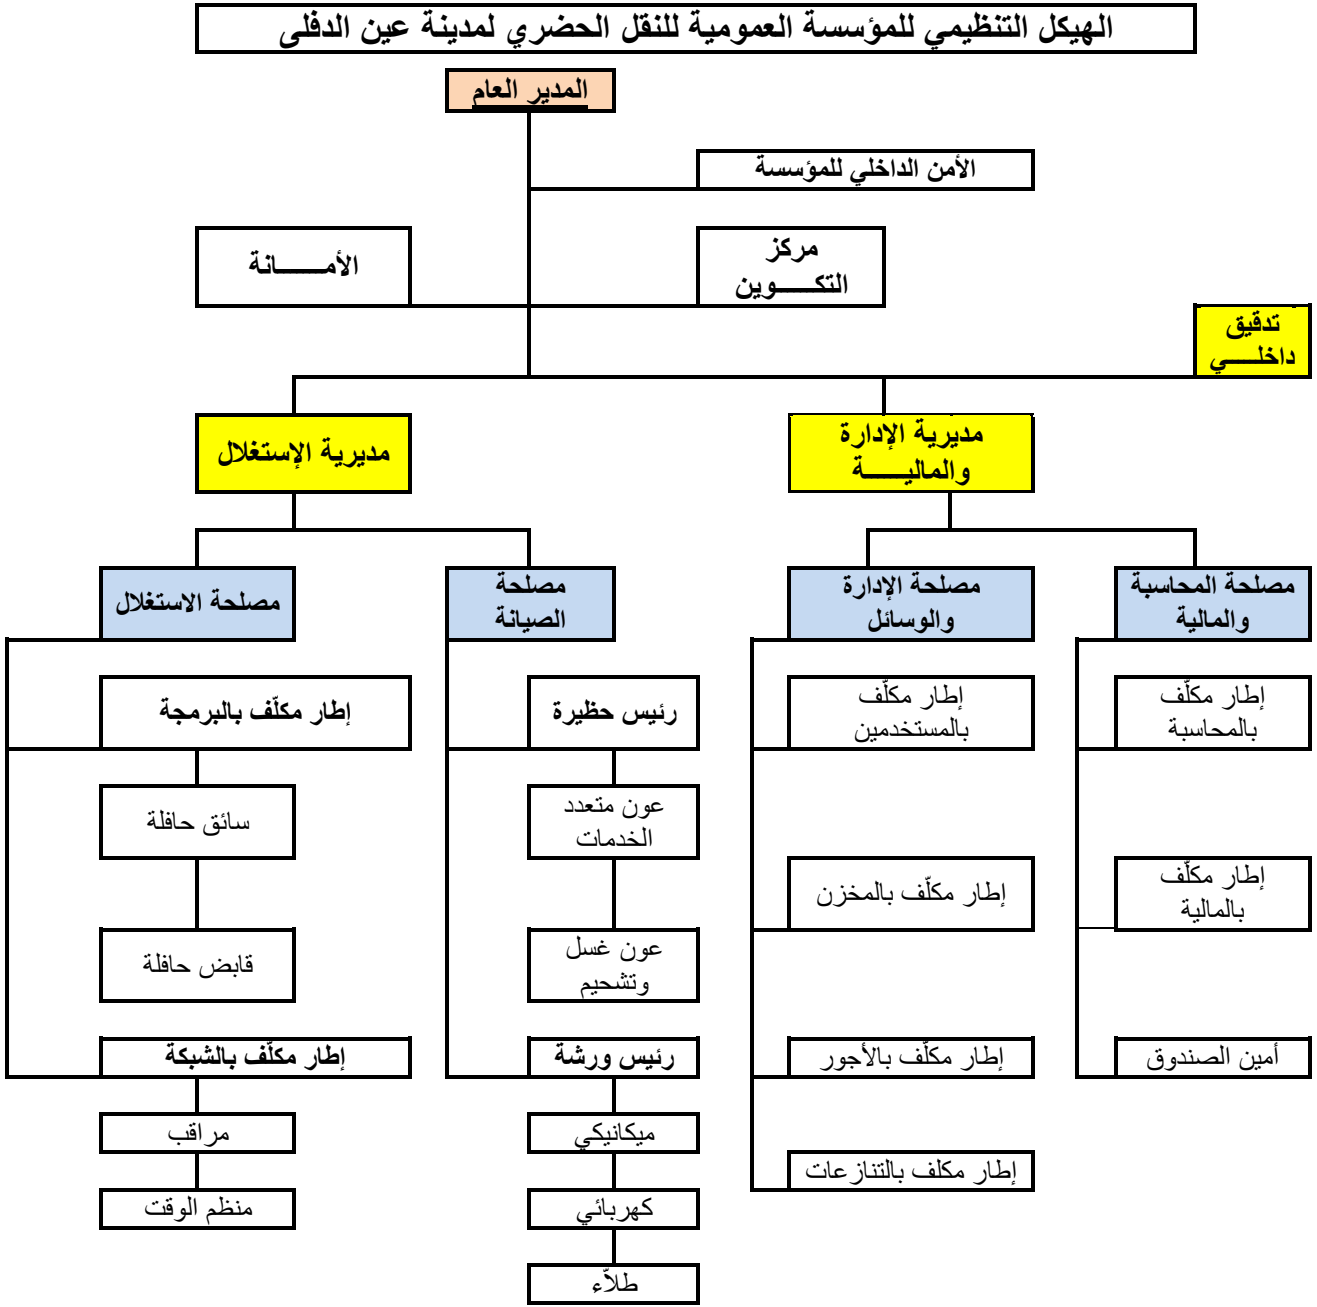 الهيكل التنظيمي للمؤسسة العمومية للنقل الحضري لمدينة عين الدفلى
المدير العام
الأمن الداخلي للمؤسسة
مركز
التكـــــوين
الأمـــــــانة
تدقيق
داخلـــــي
مديرية الإدارة
والماليـــــــة
مديرية الإستغلال
مصلحة المحاسبة
والمالية
مصلحة الإدارة
والوسائل
مصلحة
الصيانة
مصلحة الاستغلال
إطار مكلّف
بالمحاسبة
إطار مكلّف
بالمستخدمين
رئيس حظيرة
إطار مكلّف بالبرمجة
عون متعدد
الخدمات
سائق حافلة
إطار مكلّف
بالمالية
إطار مكلّف بالمخزن
عون غسل
وتشحيم
قابض حافلة
أمين الصندوق
إطار مكلّف بالأجور
رئيس ورشة
إطار مكلّف بالشبكة
ميكانيكي
مراقب
إطار مكلف بالتنازعات
كهربائي
منظم الوقت
طلاّء